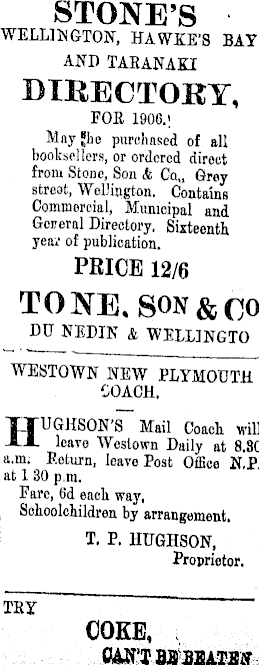 STONE'S
WELLINGTON, HAWKE'S BAY
AND TARANAKI
DIRECTORY,
FOR 1906.
May be purchased of all
booksellers, or ordered direct
from Stone, Son & Co., Grey
street, Wellington. Contains
Commercial, Municipal and
General Directory. Sixteenth
year of publication.
PRICE 12/6
TONE, SON & CO
DUNEDIN & WELLINGTO
WESTOWN NEW PLYMOUTH
COACH.
HUGHSON'S Mail Coach will
leave Westown Daily at 8.30
a.m. Return, leave Post Office N.P.
at 1 30 p.m.
Fare, 6d each way,
Schoolchildren by arrangement.
T. P. HUGHSON,
Proprietor.
TRY
COKE,
CAN'T BE BEATEN